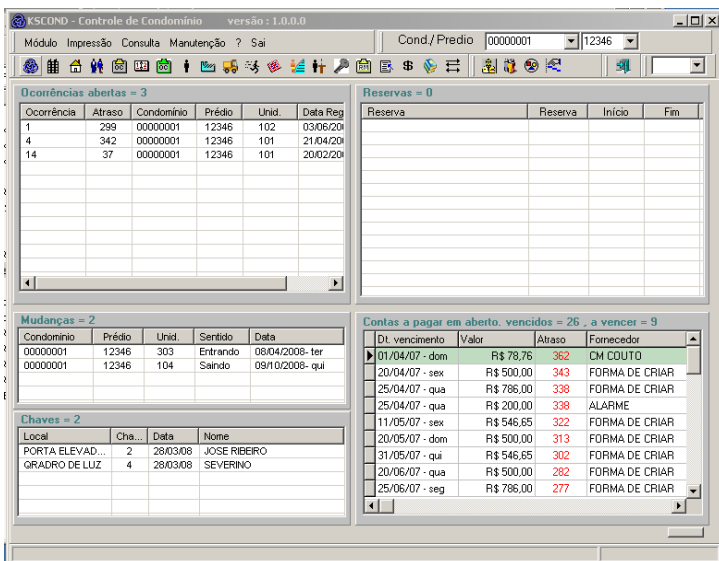 KSCOND - Controle de Condomínio versão : 1.0.0.0
Módulo Impressão Consulta Manutenção ? Sai
Cond./ Predio 00000001 12346
Ocorrências abertas = 3
Ocorrência Atraso Condomínio Prédio Unid. Data Reg
1 299 00000001 12346 102 03/06/20
4 342 00000001 12346 101 21/04/20
14 37 00000001 12346 101 20/02/20
Reservas = 0
Reserva Reserva Início Fim
Mudanças = 2
Condominio Prédio Unid. Sentido Data
00000001 12346 303 Entrando 08/04/2008- ter
00000001 12346 104 Saindo 09/10/2008- qui
Chaves = 2
Local Cha... Data Nome
PORTA ELEVAD... 2 28/03/08 JOSE RIBEIRO
QRADRO DE LUZ 4 28/03/08 SEVERINO
Contas a pagar em aberto. vencidos = 26 , a vencer = 9
Dt. vencimento Valor Atraso Fornecedor
01/04/07 - dom R$ 78,76 362 CM COUTO
20/04/07 - sex R$ 500,00 343 FORMA DE CRIAR
25/04/07 - qua R$ 786,00 338 FORMA DE CRIAR
25/04/07 - qua R$ 200,00 338 ALARME
11/05/07 - sex R$ 546,65 322 FORMA DE CRIAR
20/05/07 - dom R$ 500,00 313 FORMA DE CRIAR
31/05/07 - qui R$ 546,65 302 FORMA DE CRIAR
20/06/07 - qua R$ 500,00 282 FORMA DE CRIAR
25/06/07 - seg R$ 786,00 277 FORMA DE CRIAR